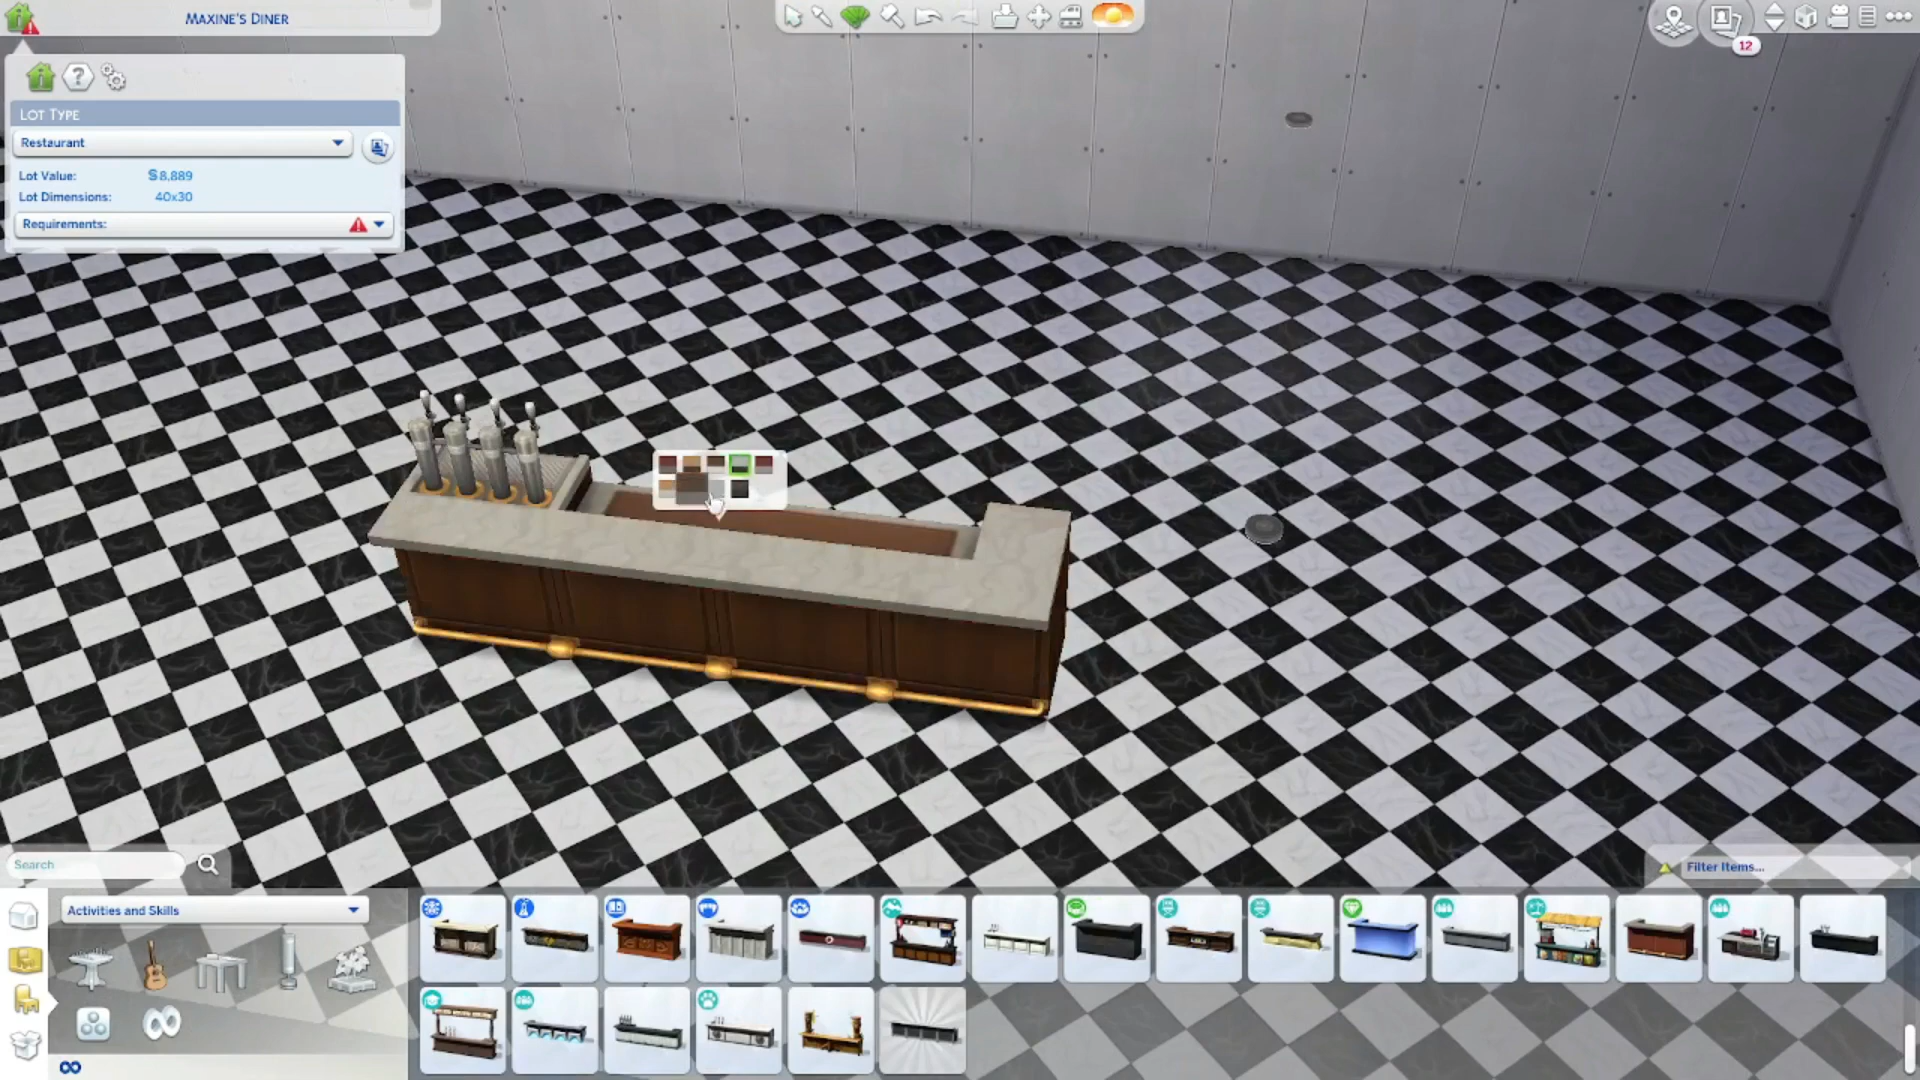 MAXINE'S DINER
12
LOT TYPE
Restaurant
Lot Value: §8,889
Lot Dimensions: 40x30
Requirements:
Search
Filter Items...
Activities and Skills